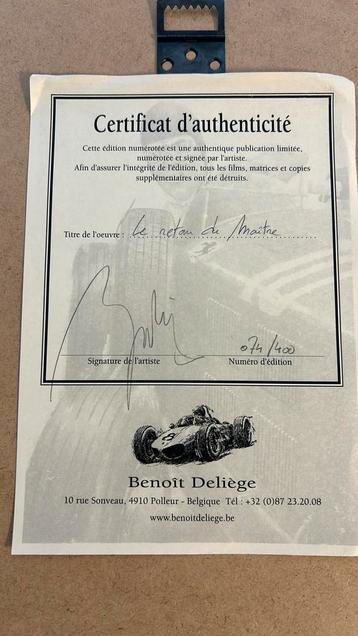 Certificat d'authenticité
Cette édition numérotée est une authentique publication limitée,
numérotée et signée par l'artiste.
Afin d'assurer l'intégrité de l'édition, tous les films, matrices et copies
supplémentaires ont été détruits.
Titre de l'oeuvre : Le retour du Maître
Signature de l'artiste
074/400
Numéro d'édition
Benoît Deliège
10 rue Sonveau, 4910 Polleur - Belgique Tél : +32 (0)87 23.20.08
www.benoitdeliege.be